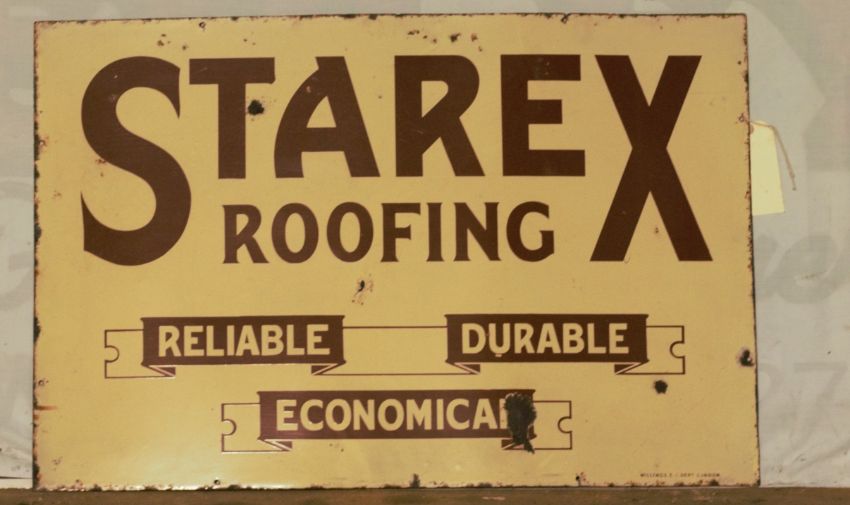 STAREX
ROOFING
RELIABLE DURABLE
ECONOMICAL